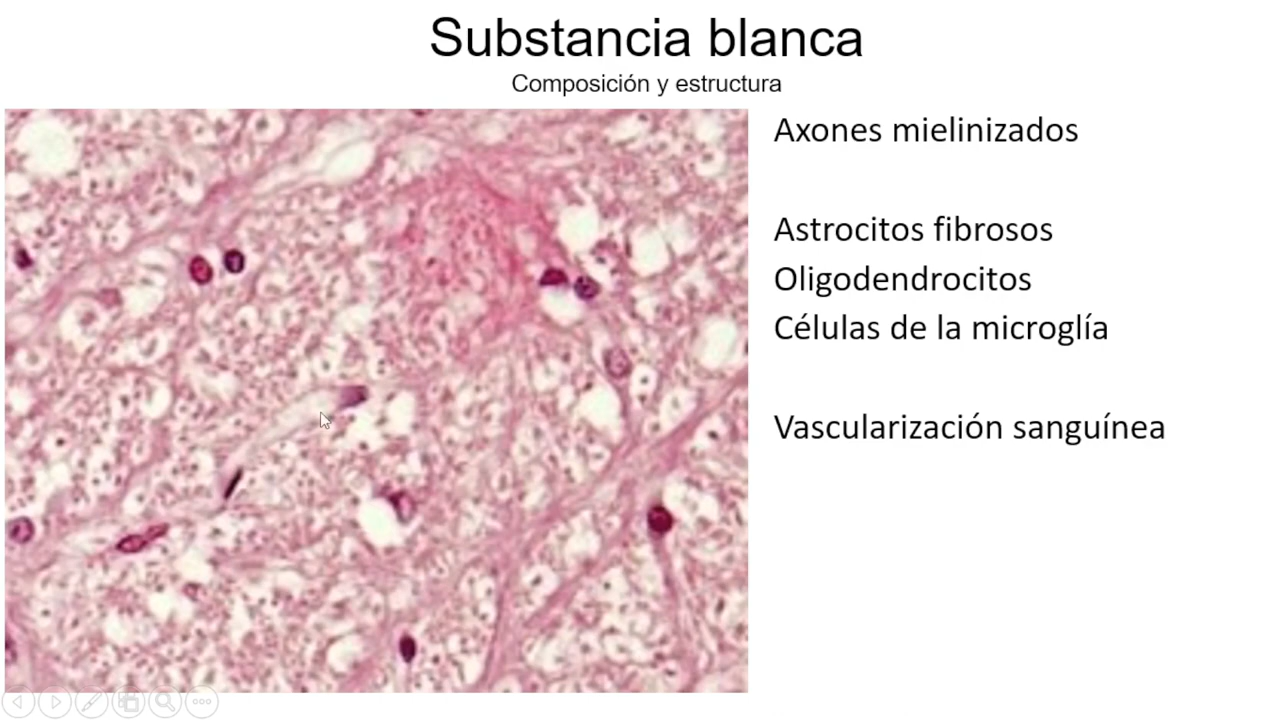 Substancia blanca
Composición y estructura
Axones mielinizados
Astrocitos fibrosos
Oligodendrocitos
Células de la microglía
Vascularización sanguínea